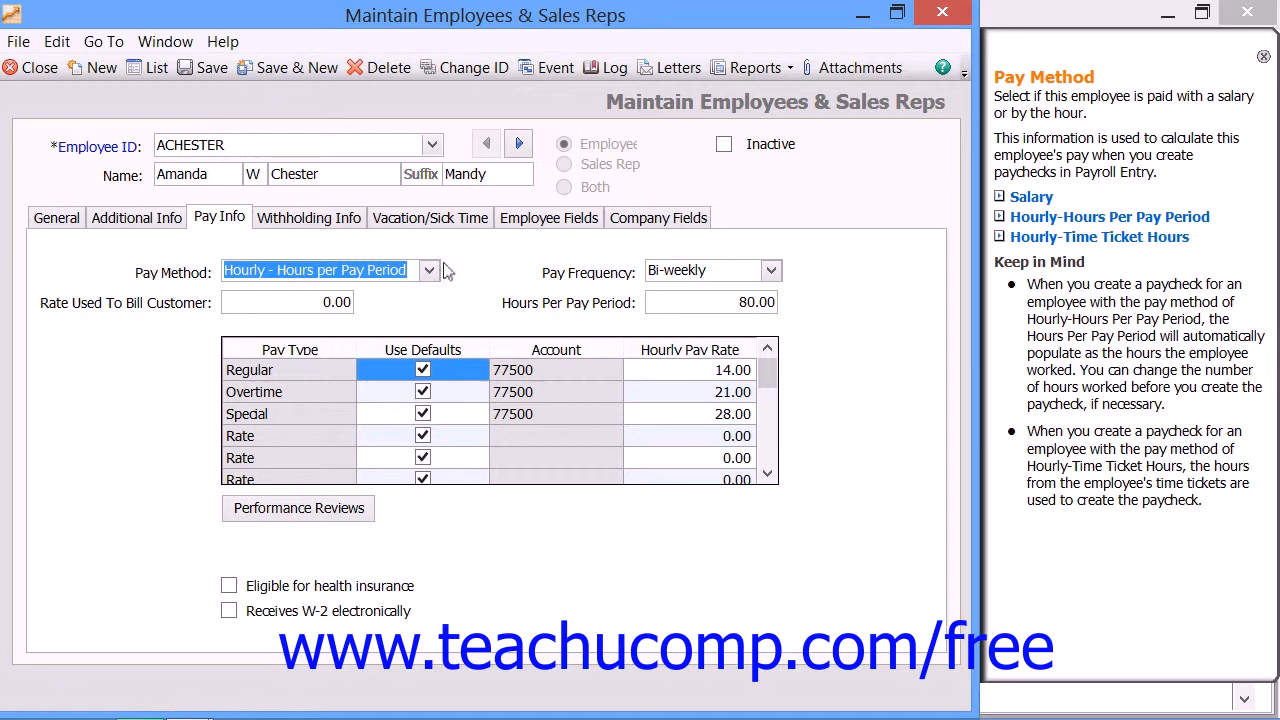 Maintain Employees & Sales Reps
File Edit Go To Window Help
Close New List Save Save & New Delete Change ID Event Log Letters Reports Attachments
Maintain Employees & Sales Reps
*Employee ID: ACHESTER Employee Inactive
Sales Rep
Name: Amanda W Chester Suffix Mandy
Both
General Additional Info Pay Info Withholding Info Vacation/Sick Time Employee Fields Company Fields
Pay Method: Hourly - Hours per Pay Period Pay Frequency: Bi-weekly
Rate Used To Bill Customer: 0.00 Hours Per Pay Period: 80.00
Pay Type Use Defaults Account Hourly Pay Rate
Regular 77500 14.00
Overtime 77500 21.00
Special 77500 28.00
Rate 0.00
Rate 0.00
Rate 0.00
Performance Reviews
Eligible for health insurance
Receives W-2 electronically
www.teachucomp.com/free
Pay Method
Select if this employee is paid with a salary
or by the hour.
This information is used to calculate this
employee's pay when you create
paychecks in Payroll Entry.
Salary
Hourly-Hours Per Pay Period
Hourly-Time Ticket Hours
Keep in Mind
● When you create a paycheck for an
employee with the pay method of
Hourly-Hours Per Pay Period, the
Hours Per Pay Period will automatically
populate as the hours the employee
worked. You can change the number
of hours worked before you create the
paycheck, if necessary.
● When you create a paycheck for an
employee with the pay method of
Hourly-Time Ticket Hours, the hours
from the employee's time tickets are
used to create the paycheck.